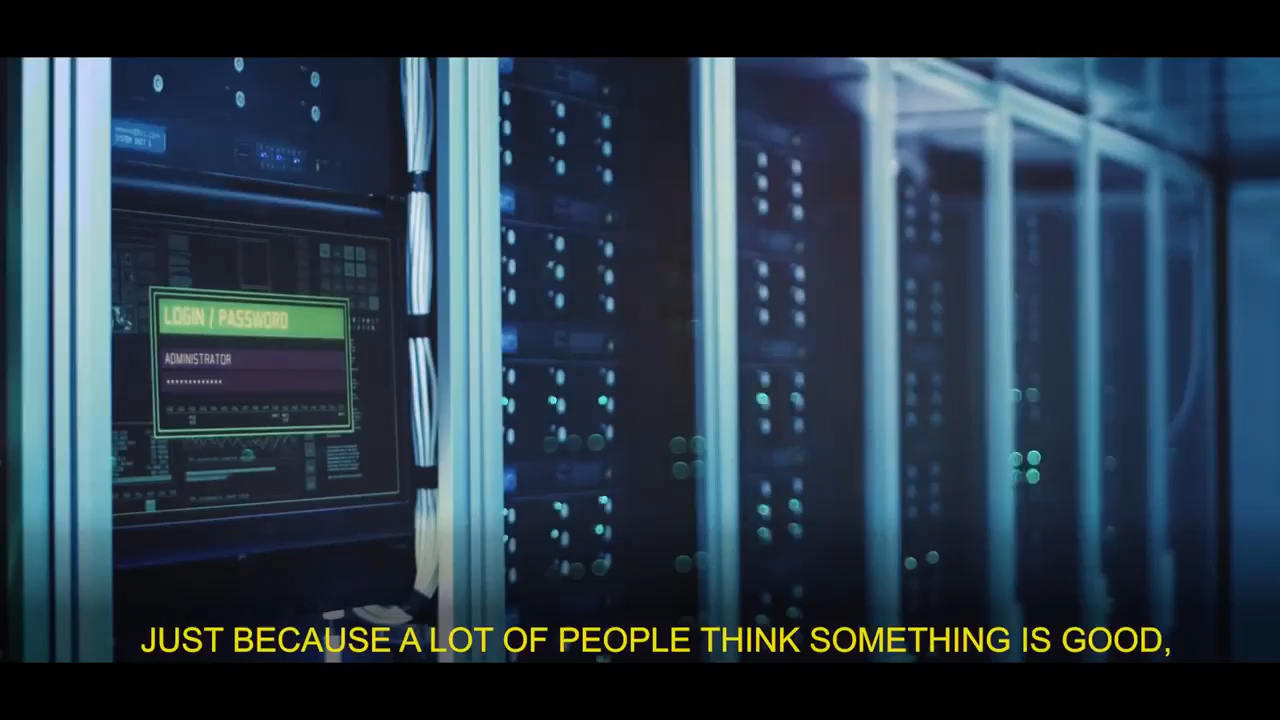 LOGIN / PASSWORD
ADMINISTRATOR
*************
JUST BECAUSE A LOT OF PEOPLE THINK SOMETHING IS GOOD,